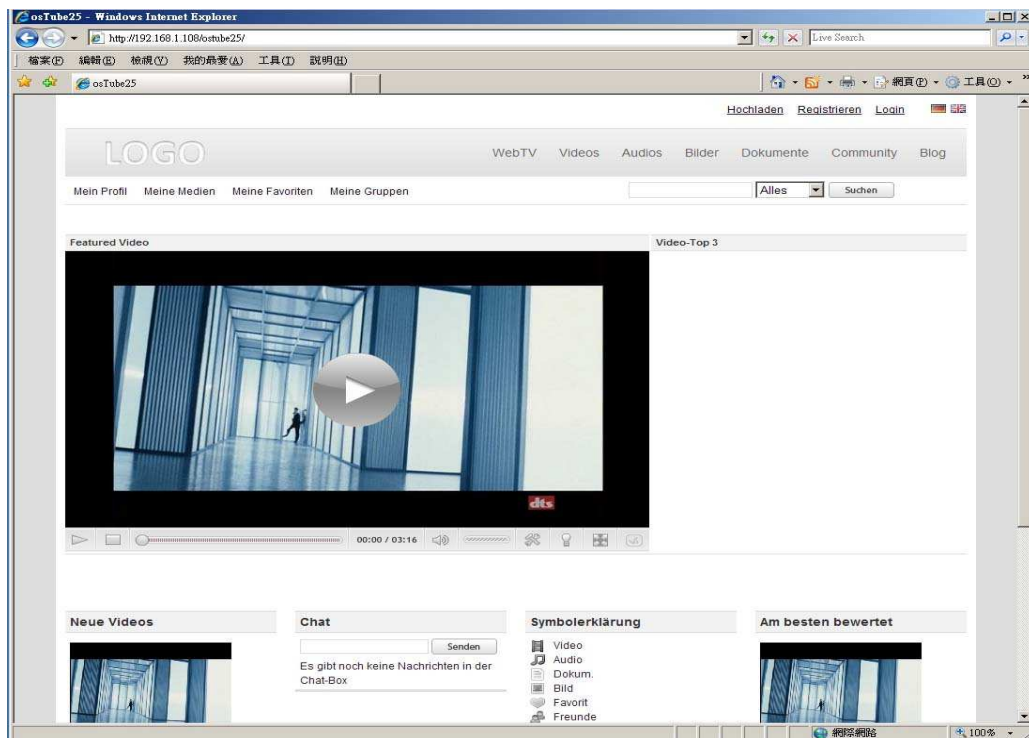 osTube25 - Windows Internet Explorer
http://192.168.1.108/ostube25/
Live Search
檔案(F) 編輯(E) 檢視(V) 我的最愛(A) 工具(T) 說明(H)
osTube25
網頁(P) 工具(O) »
Hochladen Registrieren Login
LOGO
WebTV Videos Audios Bilder Dokumente Community Blog
Mein Profil Meine Medien Meine Favoriten Meine Gruppen
Alles Suchen
Featured Video
Video-Top 3
dts
00:00 / 03:16
Neue Videos
Chat
Senden
Es gibt noch keine Nachrichten in der
Chat-Box
Symbolerklärung
Video
Audio
Dokum.
Bild
Favorit
Freunde
Am besten bewertet
網際網路
100%